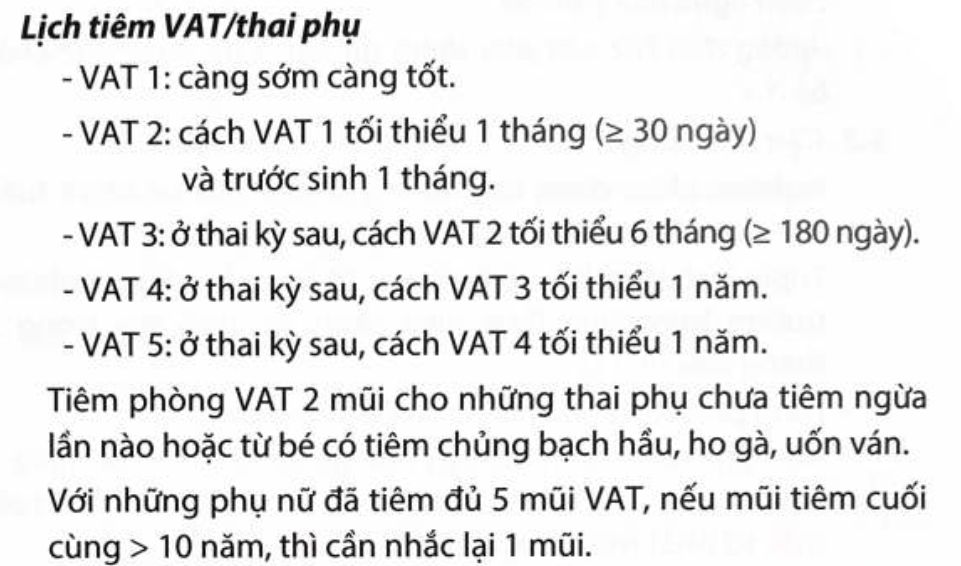 Lịch tiêm VAT/thai phụ
- VAT 1: càng sớm càng tốt.
- VAT 2: cách VAT 1 tối thiểu 1 tháng (≥ 30 ngày)
và trước sinh 1 tháng.
- VAT 3: ở thai kỳ sau, cách VAT 2 tối thiểu 6 tháng (≥ 180 ngày).
- VAT 4: ở thai kỳ sau, cách VAT 3 tối thiểu 1 năm.
- VAT 5: ở thai kỳ sau, cách VAT 4 tối thiểu 1 năm.
Tiêm phòng VAT 2 mũi cho những thai phụ chưa tiêm ngừa
lần nào hoặc từ bé có tiêm chủng bạch hầu, ho gà, uốn ván.
Với những phụ nữ đã tiêm đủ 5 mũi VAT, nếu mũi tiêm cuối
cùng > 10 năm, thì cần nhắc lại 1 mũi.